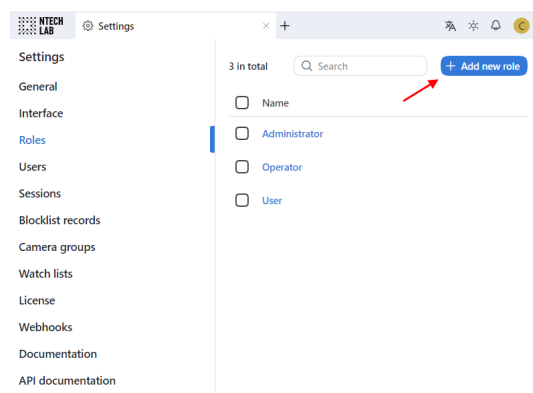 NTECH
LAB
Settings
Settings
General
Interface
Roles
Users
Sessions
Blocklist records
Camera groups
Watch lists
License
Webhooks
Documentation
API documentation
3 in total
Search
+ Add new role
Name
Administrator
Operator
User
C